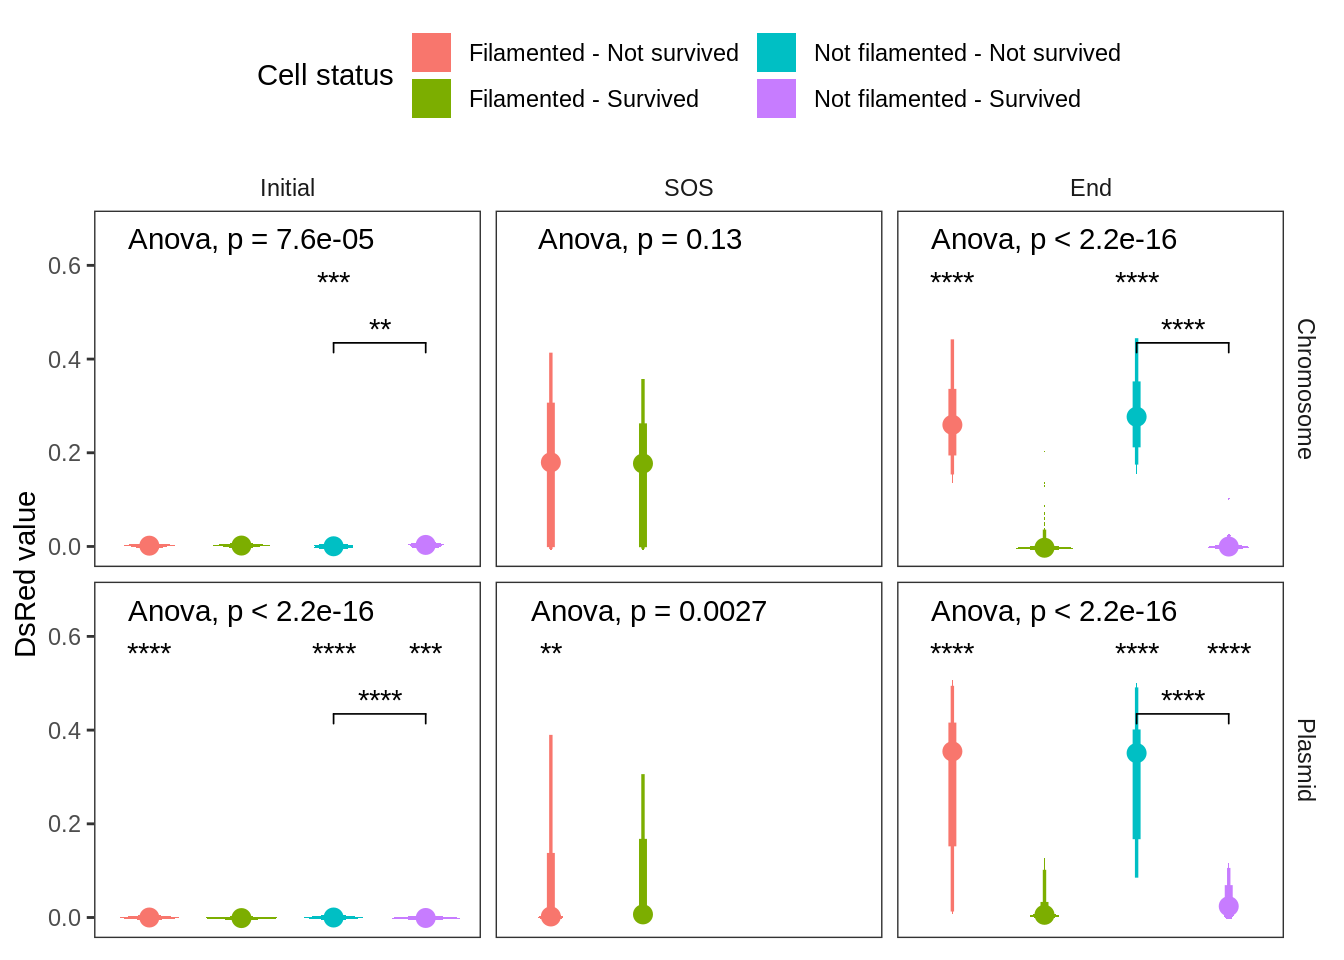 Cell status
Filamented - Not survived
Filamented - Survived
Not filamented - Not survived
Not filamented - Survived
Initial
SOS
End
Anova, p = 7.6e-05
Anova, p = 0.13
Anova, p < 2.2e-16
***
**
****
****
****
0.6
0.4
0.2
0.0
Chromosome
Anova, p < 2.2e-16
Anova, p = 0.0027
Anova, p < 2.2e-16
****
****
***
****
**
****
****
****
****
0.6
0.4
0.2
0.0
Plasmid
DsRed value